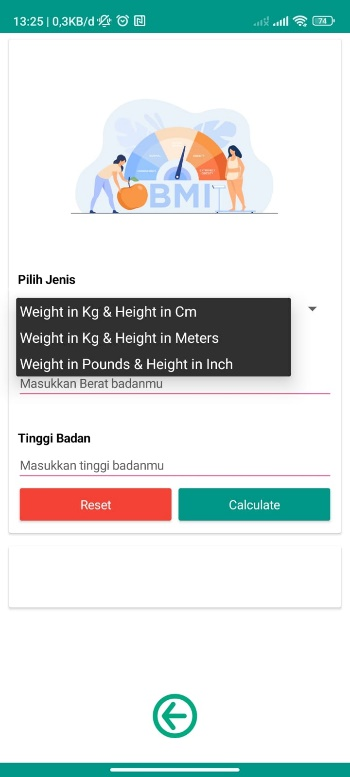 13:25 | 0,3KB/d
74
BMI
Pilih Jenis
Weight in Kg & Height in Cm
Weight in Kg & Height in Meters
Weight in Pounds & Height in Inch
Masukkan Berat badanmu
Tinggi Badan
Masukkan tinggi badanmu
Reset
Calculate